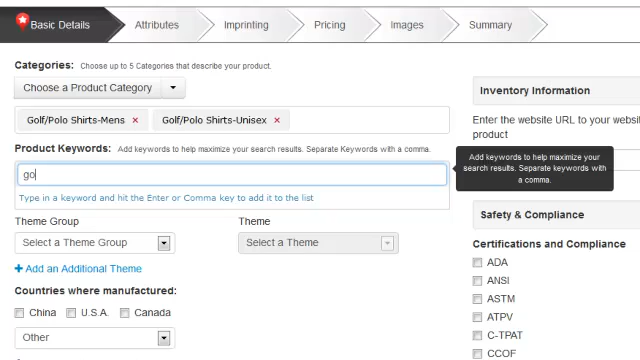 Basic Details Attributes Imprinting Pricing Images Summary
Categories: Choose up to 5 Categories that describe your product.
Choose a Product Category
Golf/Polo Shirts-Mens × Golf/Polo Shirts-Unisex ×
Product Keywords: Add keywords to help maximize your search results. Separate Keywords with a comma.
go
Type in a keyword and hit the Enter or Comma key to add it to the list
Theme Group Theme
Select a Theme Group Select a Theme
+ Add an Additional Theme
Countries where manufactured:
China U.S.A. Canada
Other
Inventory Information
Enter the website URL to your
product
Add keywords to help maximize your
search results. Separate keywords with
a comma.
Safety & Compliance
Certifications and Compliance
ADA
ANSI
ASTM
ATPV
C-TPAT
CCOF